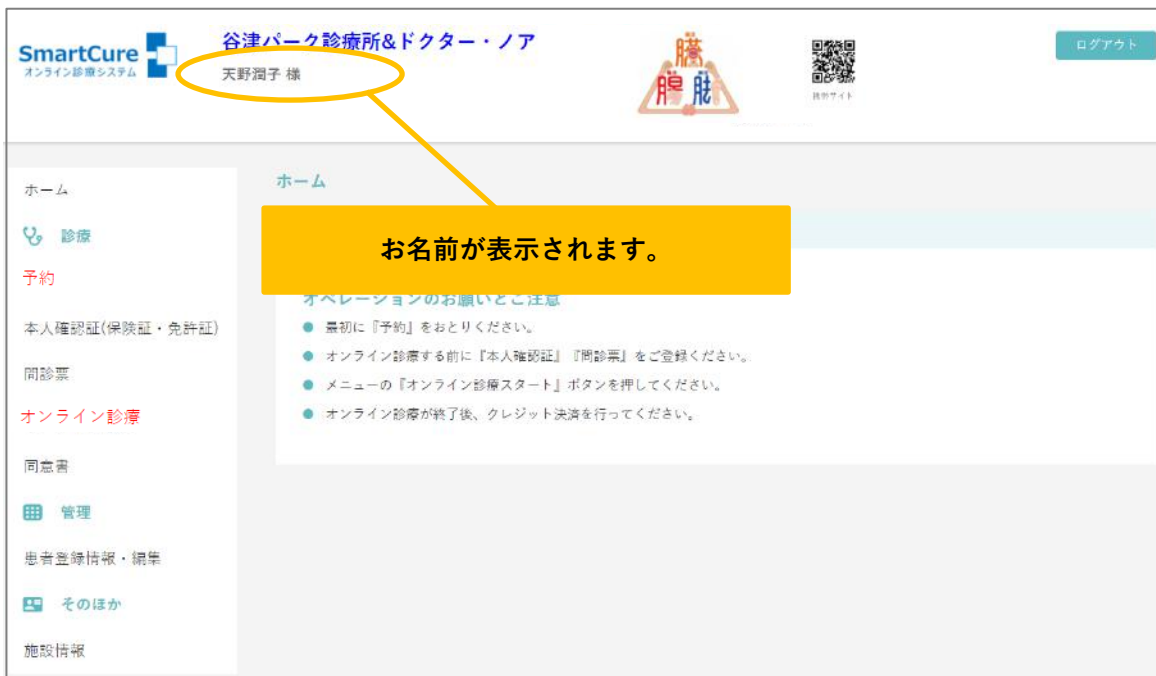 SmartCure
オンライン診療システム
谷津パーク診療所&ドクター・ノア
天野潤子 様
ログアウト
ホーム
診療
予約
本人確認証(保険証・免許証)
問診票
オンライン診療
同意書
管理
患者登録情報・編集
そのほか
施設情報
ホーム
お名前が表示されます。
オペレーションのお願いとご注意
最初に『予約』をおとりください。
オンライン診療する前に『本人確認証』『問診票』をご登録ください。
メニューの『オンライン診療スタート』ボタンを押してください。
オンライン診療が終了後、クレジット決済を行ってください。